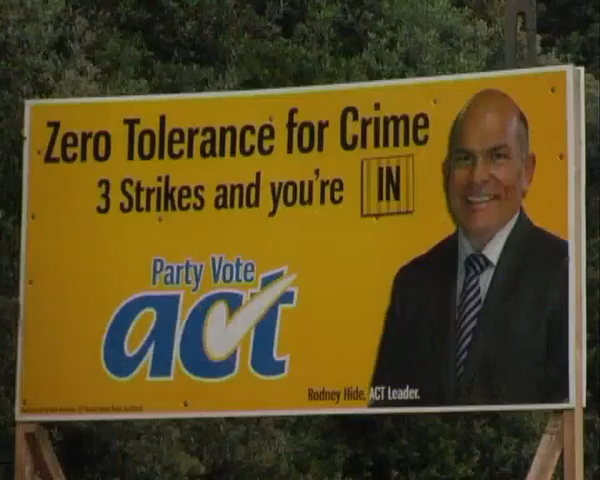 Zero Tolerance for Crime
3 Strikes and you're IN
Party Vote
act
Rodney Hide, ACT Leader.